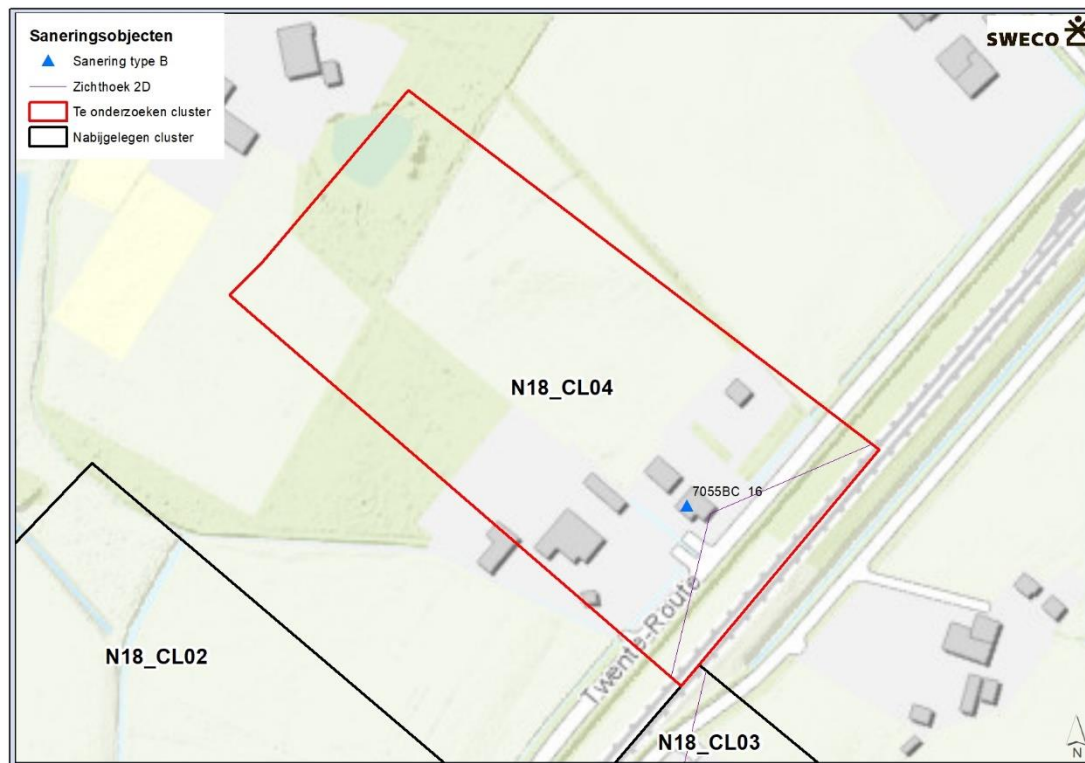 Saneringsobjecten
Sanering type B
Zichthoek 2D
Te onderzoeken cluster
Nabijgelegen cluster
SWECO
N18_CL04
7055BC 16
Twente-Route
N18_CL02
N18_CL03
N